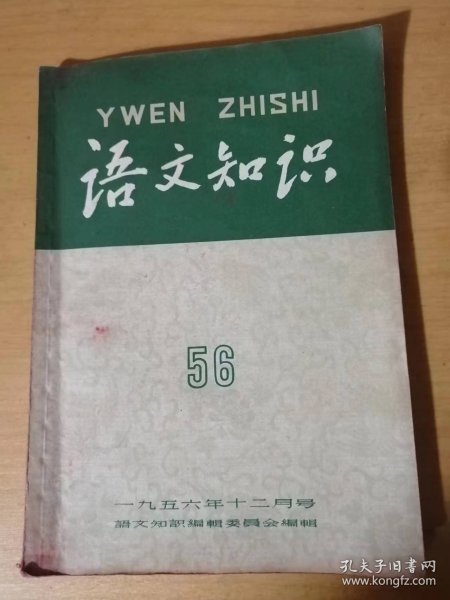 YWEN ZHISHI
语文知识
56
一九五六年十二月号
語文知識編輯委員会編輯
孔夫子旧书网
www.kongfz.com